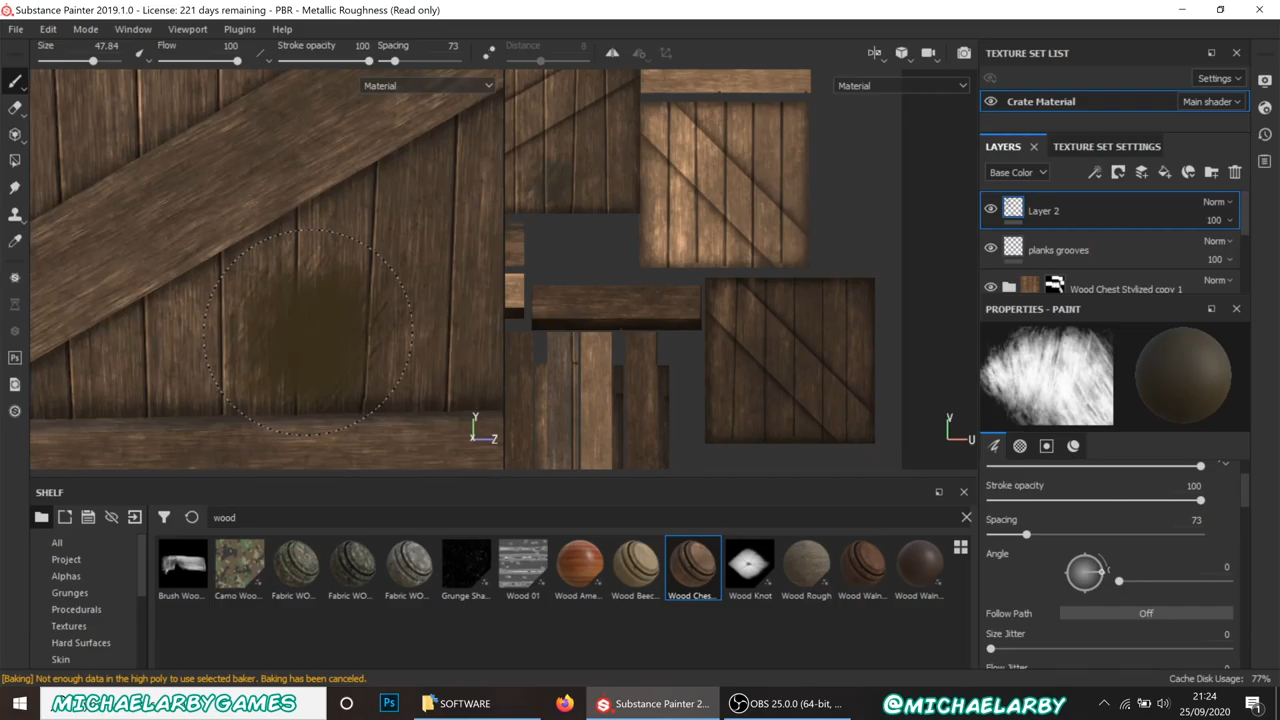 Substance Painter 2019.1.0 - License: 221 days remaining - PBR - Metallic Roughness (Read only)
File Edit Mode Window Viewport Plugins Help
Size 47.84 Flow 100 Stroke opacity 100 Spacing 73 Distance 8
Material
Material
TEXTURE SET LIST
Settings
Crate Material Main shader
LAYERS TEXTURE SET SETTINGS
Base Color
Layer 2 Norm 100
planks grooves Norm 100
Wood Chest Stylized copy 1 Norm
PROPERTIES - PAINT
Stroke opacity 100
Spacing 73
Angle 0
Follow Path Off
Size Jitter 0
Y
X Z
V
U
SHELF
wood
All
Project
Alphas
Grunges
Procedurals
Textures
Hard Surfaces
Skin
Brush Woo... Camo Woo... Fabric WO... Fabric WO... Fabric WO... Grunge Sha... Wood 01 Wood Ame... Wood Beec... Wood Ches... Wood Knot Wood Rough Wood Waln... Wood Waln...
[Baking] Not enough data in the high poly to use selected baker. Baking has been canceled.
Cache Disk Usage: 77%
MICHAELARBYGAMES
Ps
SOFTWARE
Substance Painter 2...
OBS 25.0.0 (64-bit, ...
@MICHAELARBY
21:24
25/09/2020